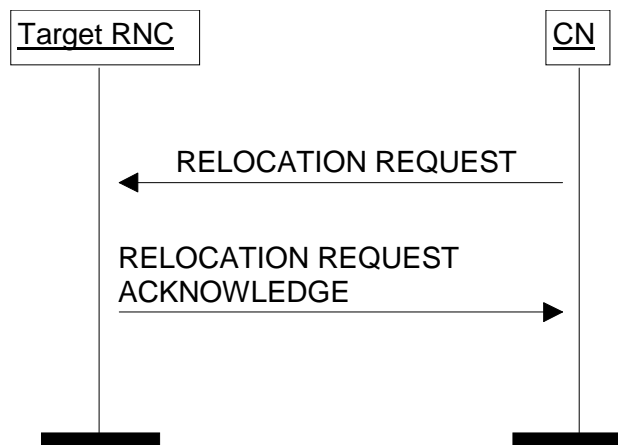 Target RNC
CN
RELOCATION REQUEST
RELOCATION REQUEST
ACKNOWLEDGE